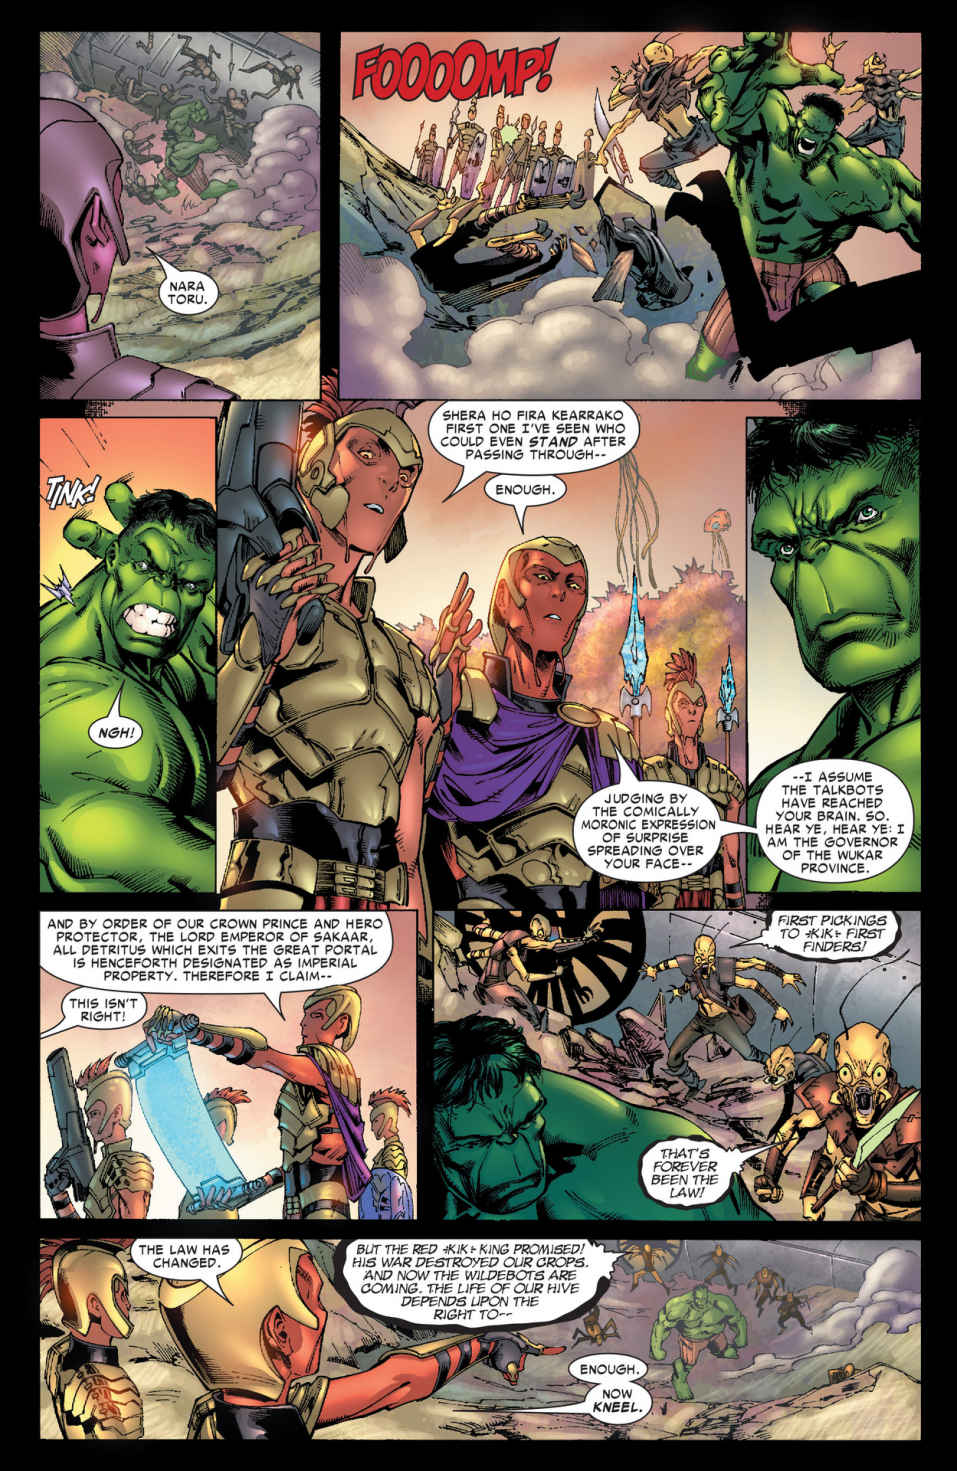 NARA
TORU.
FOOOOMP!
TINK!
NGH!
SHERA HO FIRA KEARRAKO
FIRST ONE I'VE SEEN WHO
COULD EVEN STAND AFTER
PASSING THROUGH--
ENOUGH.
JUDGING BY
THE COMICALLY
MORONIC EXPRESSION
OF SURPRISE
SPREADING OVER
YOUR FACE--
--I ASSUME
THE TALKBOTS
HAVE REACHED
YOUR BRAIN. SO.
HEAR YE, HEAR YE: I
AM THE GOVERNOR
OF THE WUKAR
PROVINCE.
AND BY ORDER OF OUR CROWN PRINCE AND HERO
PROTECTOR, THE LORD EMPEROR OF SAKAAR,
ALL DETRITUS WHICH EXITS THE GREAT PORTAL
IS HENCEFORTH DESIGNATED AS IMPERIAL
PROPERTY. THEREFORE I CLAIM--
THIS ISN'T
RIGHT!
FIRST PICKINGS
TO *KIK* FIRST
FINDERS!
THAT'S
FOREVER
BEEN THE
LAW!
THE LAW HAS
CHANGED.
BUT THE RED *KIK* KING PROMISED!
HIS WAR DESTROYED OUR CROPS.
AND NOW THE WILDEBOTS ARE
COMING. THE LIFE OF OUR HIVE
DEPENDS UPON THE
RIGHT TO--
ENOUGH.
NOW
KNEEL.